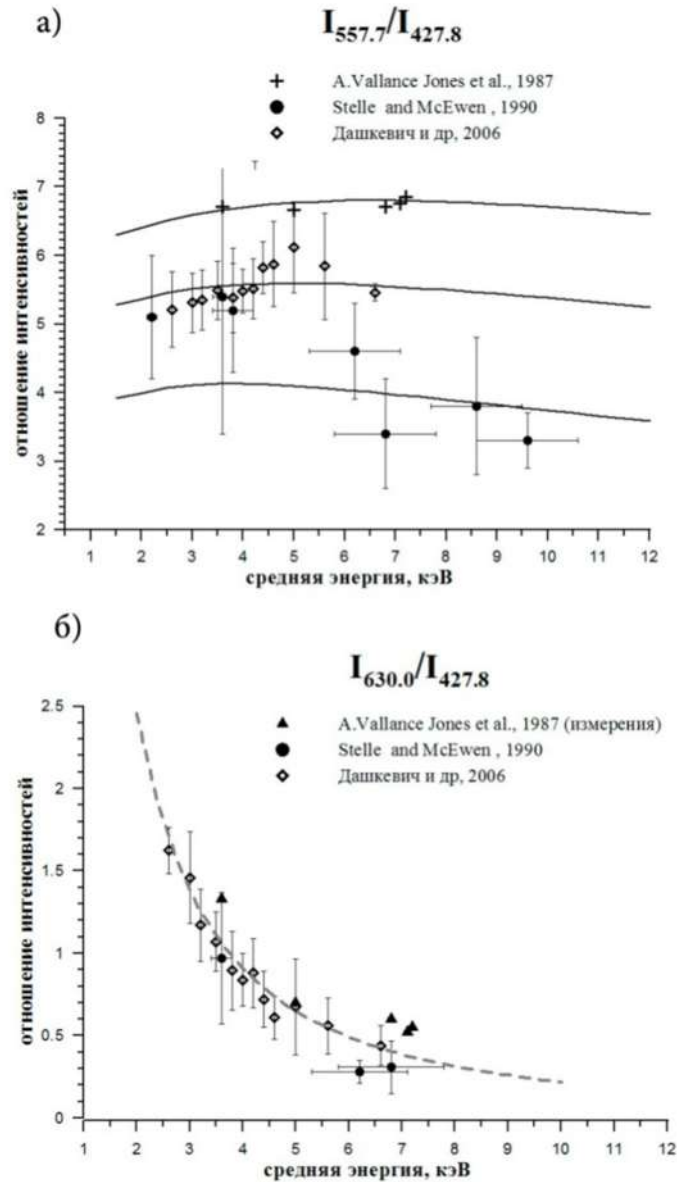 а)
I557.7/I427.8
A.Vallance Jones et al., 1987
Stelle and McEwen , 1990
Дашкевич и др, 2006
отношение интенсивностей
8
7
6
5
4
3
2
1 2 3 4 5 6 7 8 9 10 11 12
средняя энергия, кэВ
б)
I630.0/I427.8
A.Vallance Jones et al., 1987 (измерения)
Stelle and McEwen , 1990
Дашкевич и др, 2006
отношение интенсивностей
2.5
2
1.5
1
0.5
0
1 2 3 4 5 6 7 8 9 10 11 12
средняя энергия, кэВ